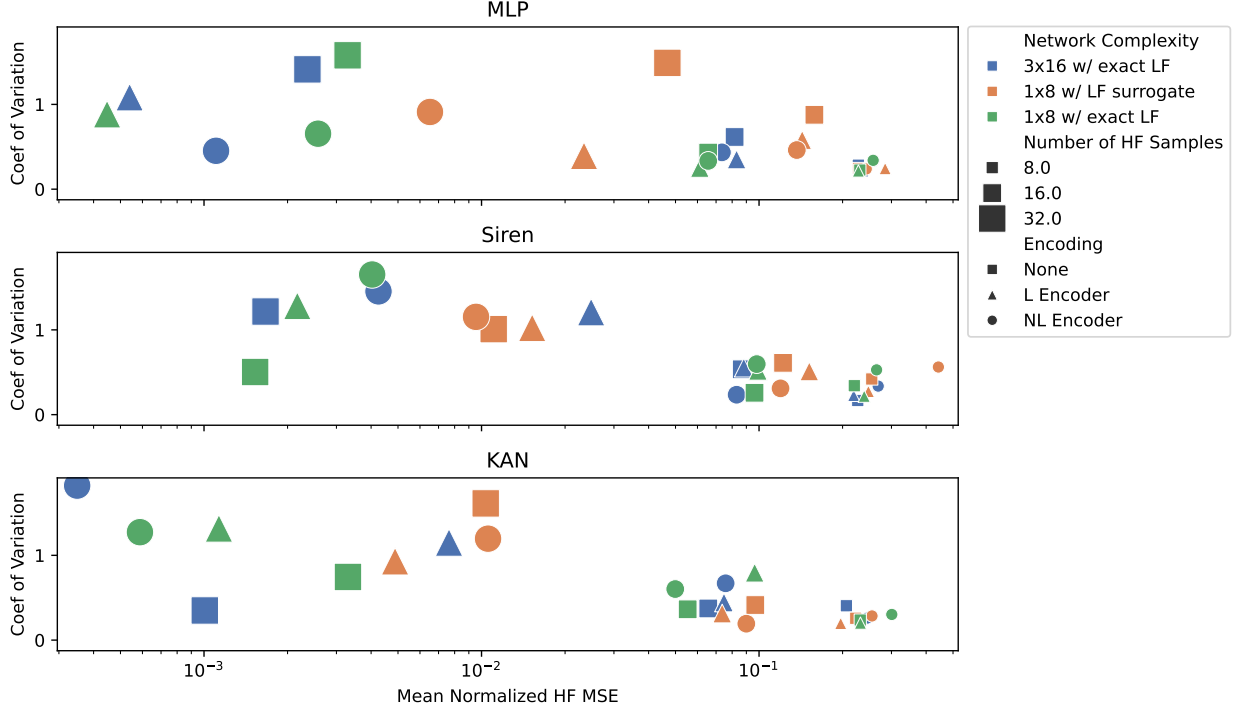 MLP
Coef of Variation
1
0
Siren
Coef of Variation
1
0
KAN
Coef of Variation
1
0
10⁻³
10⁻²
10⁻¹
Mean Normalized HF MSE
Network Complexity
3x16 w/ exact LF
1x8 w/ LF surrogate
1x8 w/ exact LF
Number of HF Samples
8.0
16.0
32.0
Encoding
None
L Encoder
NL Encoder